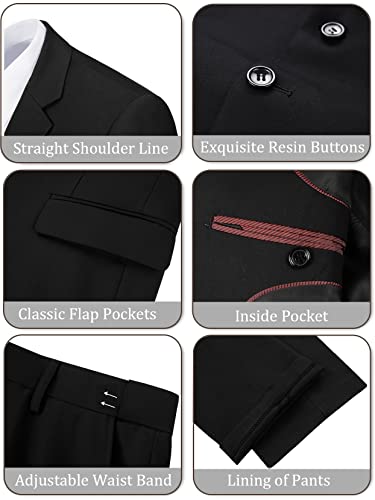 Straight Shoulder Line
Exquisite Resin Buttons
Classic Flap Pockets
Inside Pocket
Adjustable Waist Band
Lining of Pants